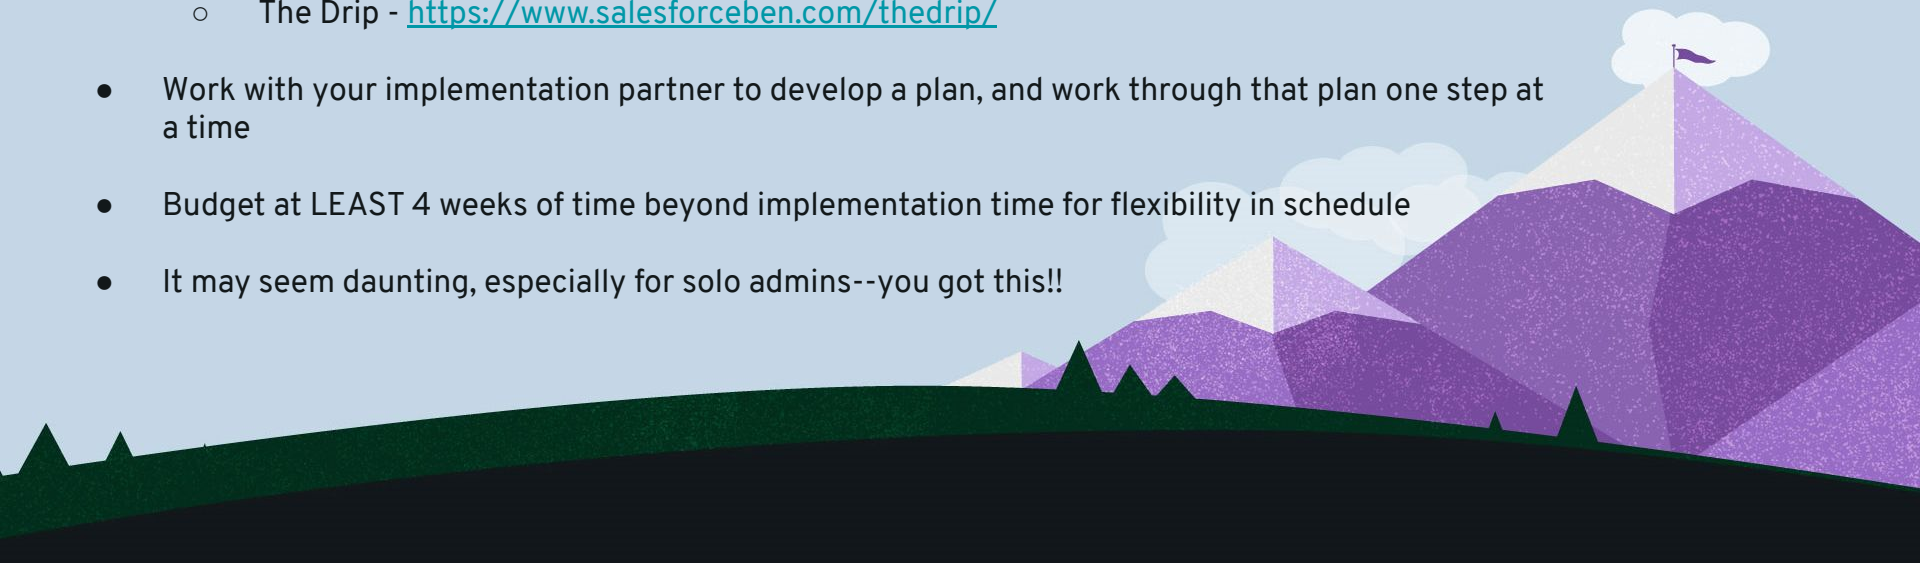 ○ The Drip - https://www.salesforceben.com/thedrip/
● Work with your implementation partner to develop a plan, and work through that plan one step at
a time
● Budget at LEAST 4 weeks of time beyond implementation time for flexibility in schedule
● It may seem daunting, especially for solo admins--you got this!!